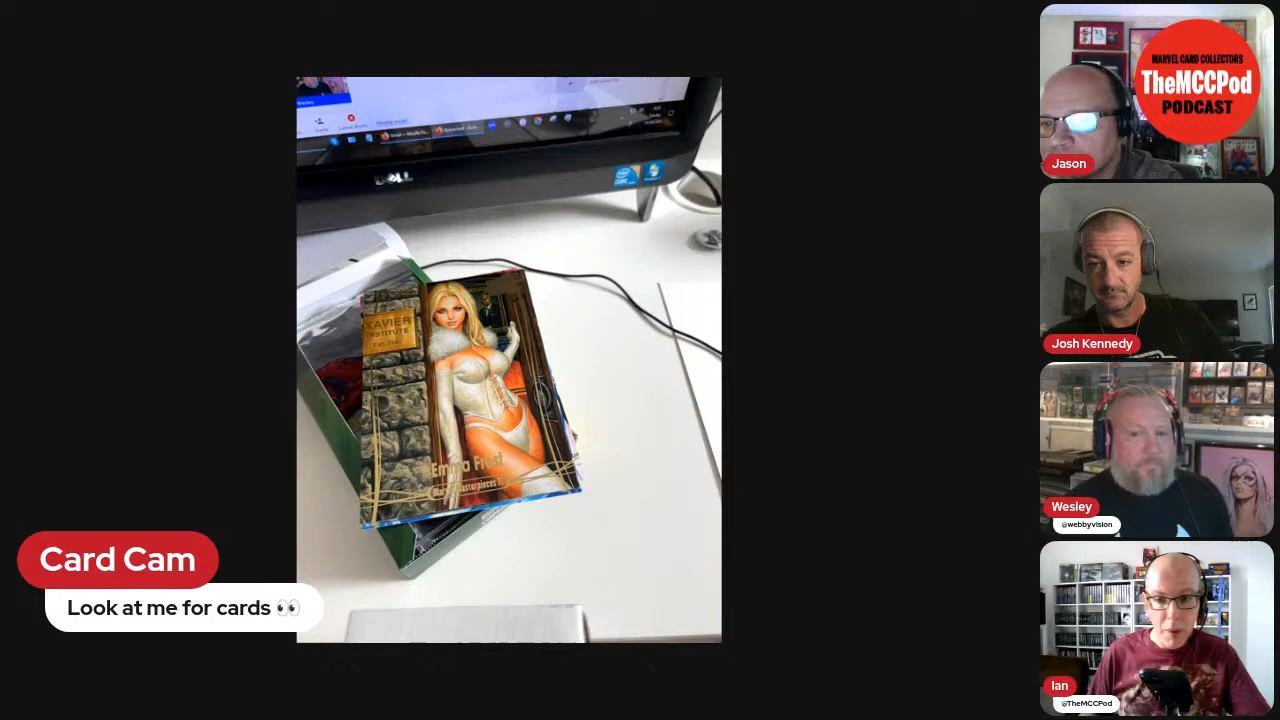 DELL
XAVIER
INSTITUTE
Emma Frost
Card Cam
Look at me for cards 👀
MARVEL CARD COLLECTORS
TheMCCPod
PODCAST
Jason
Josh Kennedy
Wesley
@webbyvision
Ian
@TheMCCPod